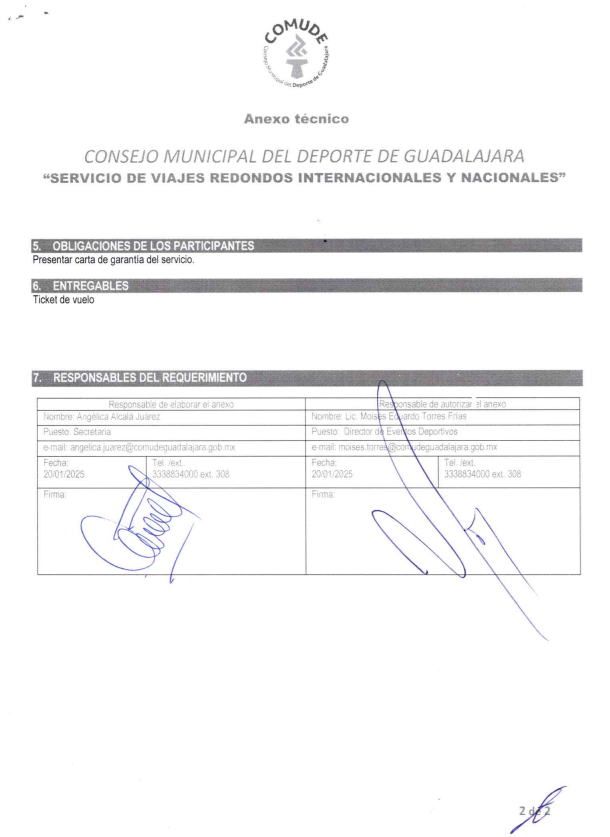 COMUDE
Consejo Municipal del Deporte de Guadalajara
Anexo técnico
CONSEJO MUNICIPAL DEL DEPORTE DE GUADALAJARA
“SERVICIO DE VIAJES REDONDOS INTERNACIONALES Y NACIONALES”
5. OBLIGACIONES DE LOS PARTICIPANTES
Presentar carta de garantía del servicio.
6. ENTREGABLES
Ticket de vuelo
7. RESPONSABLES DEL REQUERIMIENTO
Responsable de elaborar el anexo
Responsable de autorizar el anexo
Nombre: Angélica Alcalá Juárez
Nombre: Lic. Moisés Eduardo Torres Frías
Puesto: Secretaria
Puesto: Director de Eventos Deportivos
e-mail: angelica.juarez@comudeguadalajara.gob.mx
e-mail: moises.torres@comudeguadalajara.gob.mx
Fecha:
20/01/2025
Tel. /ext.
3338834000 ext. 308
Fecha:
20/01/2025
Tel. /ext.
3338834000 ext. 308
Firma:
Firma:
2 de 2